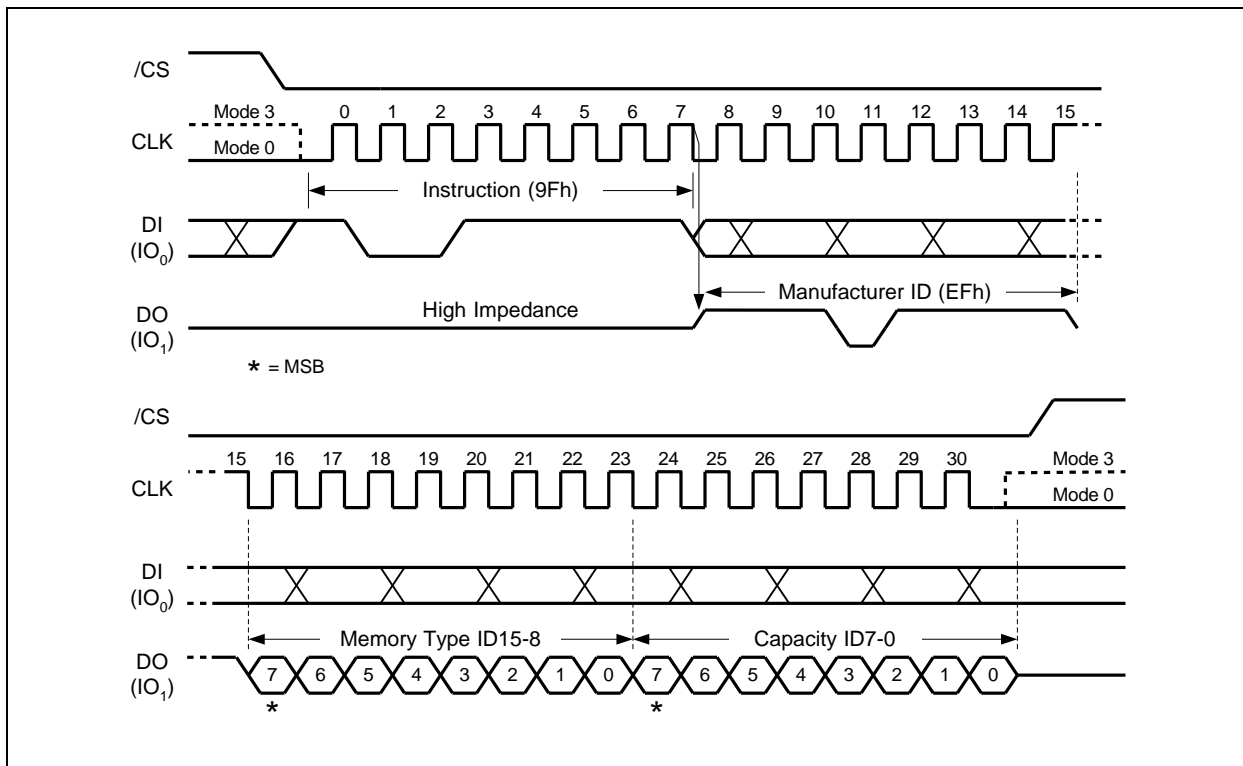 /CS
Mode 3 0 1 2 3 4 5 6 7 8 9 10 11 12 13 14 15
CLK
Mode 0
Instruction (9Fh)
DI
(IO0)
Manufacturer ID (EFh)
High Impedance
DO
(IO1)
* = MSB
/CS
15 16 17 18 19 20 21 22 23 24 25 26 27 28 29 30 Mode 3
CLK
Mode 0
DI
(IO0)
Memory Type ID15-8 Capacity ID7-0
DO
(IO1)
7 6 5 4 3 2 1 0 7 6 5 4 3 2 1 0
* *